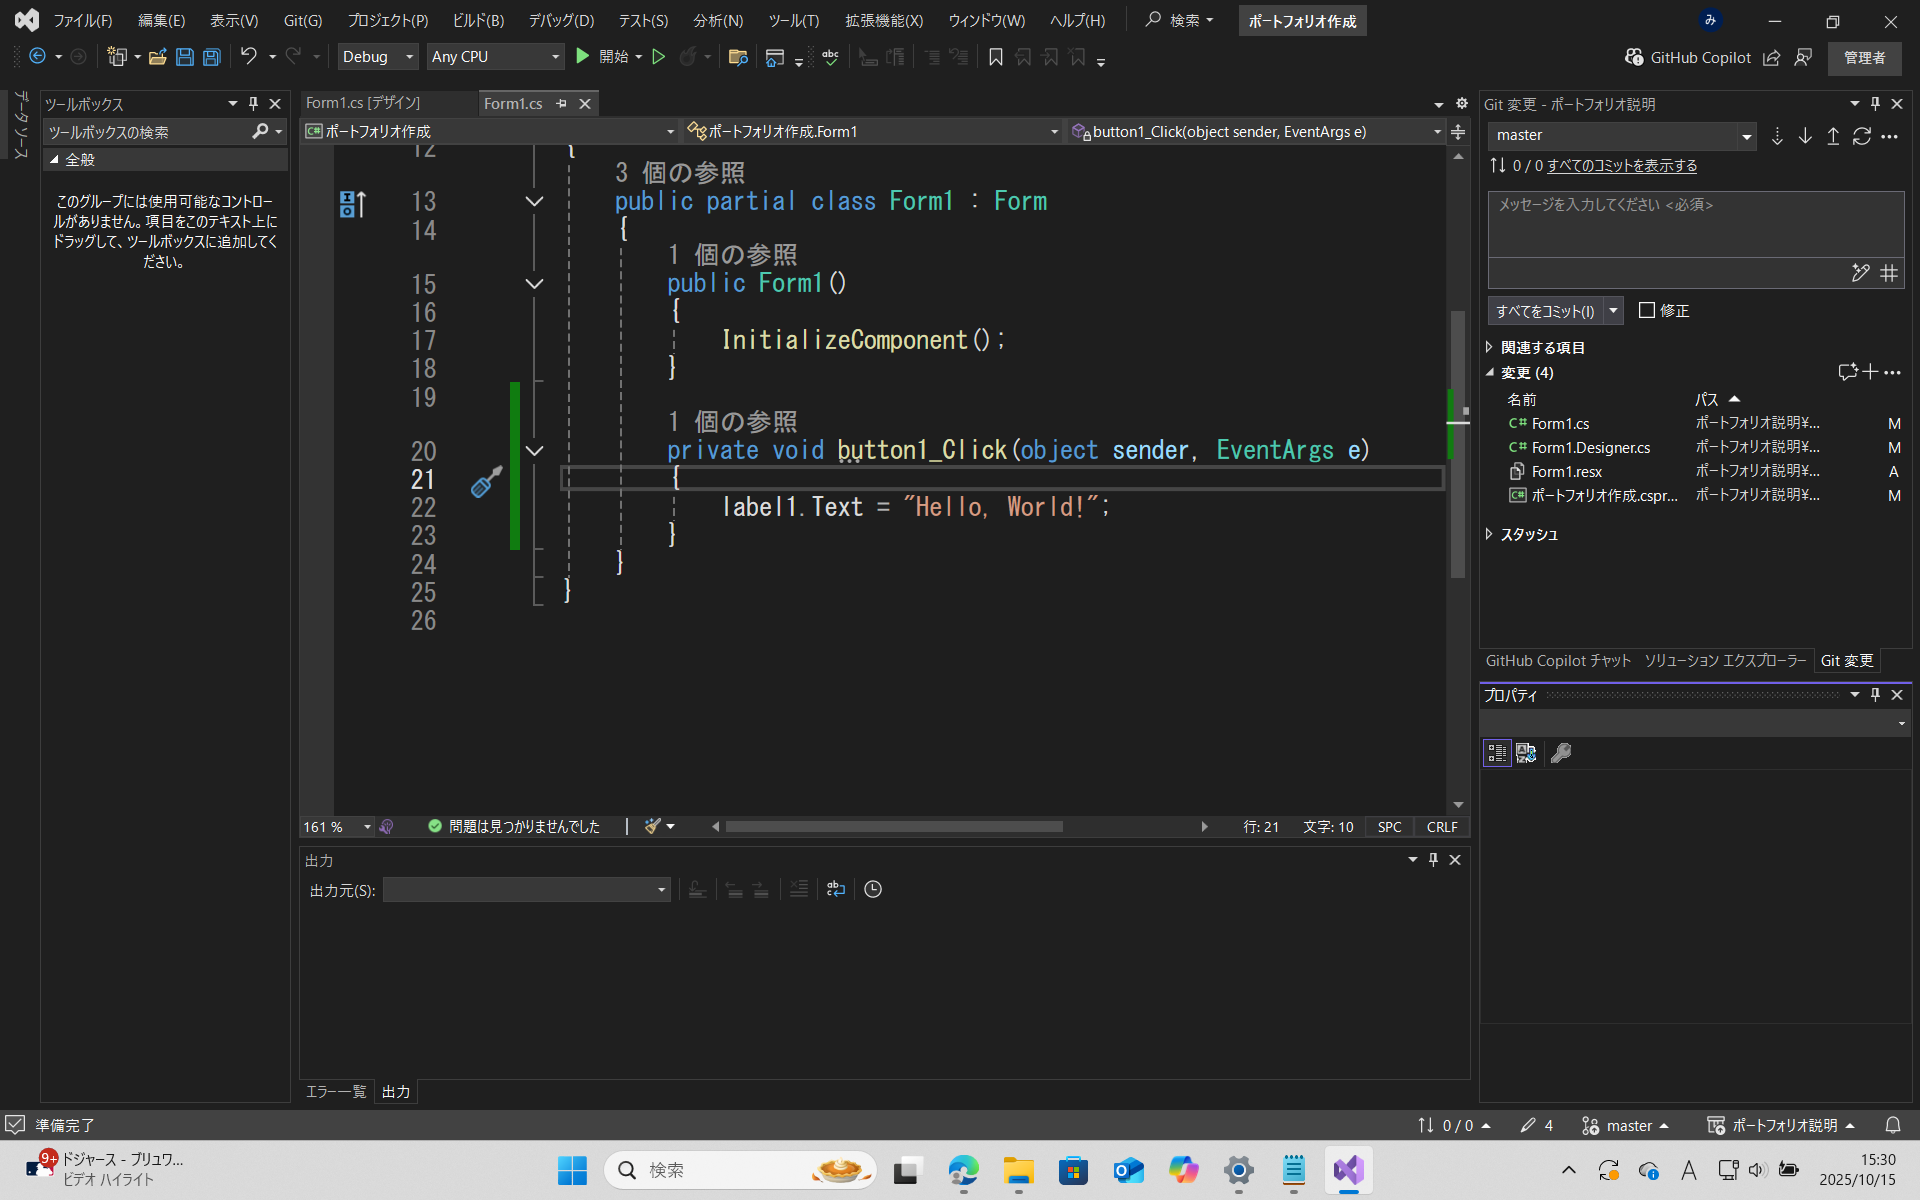 ファイル(F) 編集(E) 表示(V) Git(G) プロジェクト(P) ビルド(B) デバッグ(D) テスト(S) 分析(N) ツール(T) 拡張機能(X) ウィンドウ(W) ヘルプ(H) 検索 ポートフォリオ作成 み
Debug Any CPU 開始 GitHub Copilot 管理者
データ ソース
ツールボックス
ツールボックスの検索
全般
このグループには使用可能なコントロー
ルがありません。項目をこのテキスト上に
ドラッグして、ツールボックスに追加してく
ださい。
Form1.cs [デザイン] Form1.cs
ポートフォリオ作成 ポートフォリオ作成.Form1 button1_Click(object sender, EventArgs e)
12 {
3 個の参照
13 public partial class Form1 : Form
14 {
1 個の参照
15 public Form1()
16 {
17 InitializeComponent();
18 }
19
1 個の参照
20 private void button1_Click(object sender, EventArgs e)
21 {
22 label1.Text = "Hello, World!";
23 }
24 }
25 }
26
161 % 問題は見つかりませんでした 行: 21 文字: 10 SPC CRLF
出力
出力元(S):
エラー一覧 出力
Git 変更 - ポートフォリオ説明
master
0 / 0 すべてのコミットを表示する
メッセージを入力してください <必須>
すべてをコミット(I) 修正
関連する項目
変更 (4)
名前 パス
C# Form1.cs ポートフォリオ説明¥... M
C# Form1.Designer.cs ポートフォリオ説明¥... M
Form1.resx ポートフォリオ説明¥... A
C# ポートフォリオ作成.cspr... ポートフォリオ説明¥... M
スタッシュ
GitHub Copilot チャット ソリューション エクスプローラー Git 変更
プロパティ
準備完了 0 / 0 4 master ポートフォリオ説明
9+ ドジャース - ブリュワ...
ビデオ ハイライト
検索
A
15:30
2025/10/15